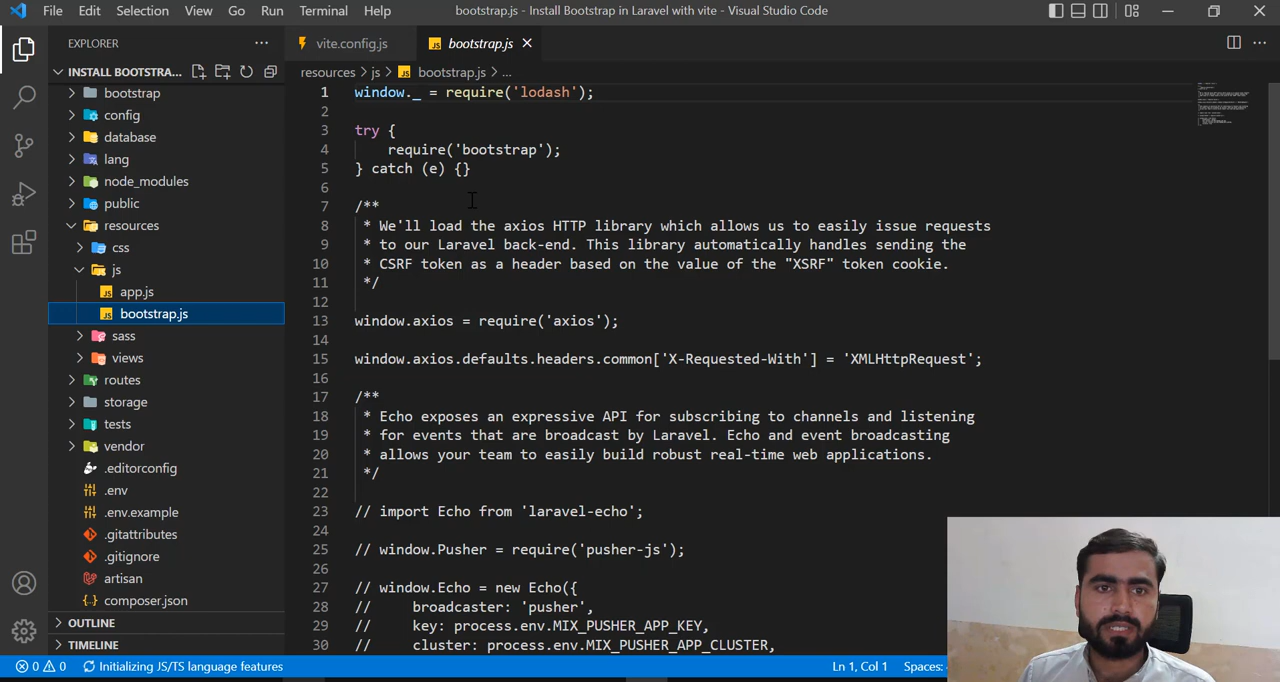 File Edit Selection View Go Run Terminal Help bootstrap.js - Install Bootstrap in Laravel with vite - Visual Studio Code
EXPLORER
INSTALL BOOTSTRA...
bootstrap
config
database
lang
node_modules
public
resources
css
js
app.js
bootstrap.js
sass
views
routes
storage
tests
vendor
.editorconfig
.env
.env.example
.gitattributes
.gitignore
artisan
composer.json
OUTLINE
TIMELINE
vite.config.js bootstrap.js
resources > js > bootstrap.js > ...
1 window._ = require('lodash');
2
3 try {
4 require('bootstrap');
5 } catch (e) {}
6
7 /**
8 * We'll load the axios HTTP library which allows us to easily issue requests
9 * to our Laravel back-end. This library automatically handles sending the
10 * CSRF token as a header based on the value of the "XSRF" token cookie.
11 */
12
13 window.axios = require('axios');
14
15 window.axios.defaults.headers.common['X-Requested-With'] = 'XMLHttpRequest';
16
17 /**
18 * Echo exposes an expressive API for subscribing to channels and listening
19 * for events that are broadcast by Laravel. Echo and event broadcasting
20 * allows your team to easily build robust real-time web applications.
21 */
22
23 // import Echo from 'laravel-echo';
24
25 // window.Pusher = require('pusher-js');
26
27 // window.Echo = new Echo({
28 // broadcaster: 'pusher',
29 // key: process.env.MIX_PUSHER_APP_KEY,
30 // cluster: process.env.MIX_PUSHER_APP_CLUSTER,
0 0 Initializing JS/TS language features Ln 1, Col 1 Spaces: